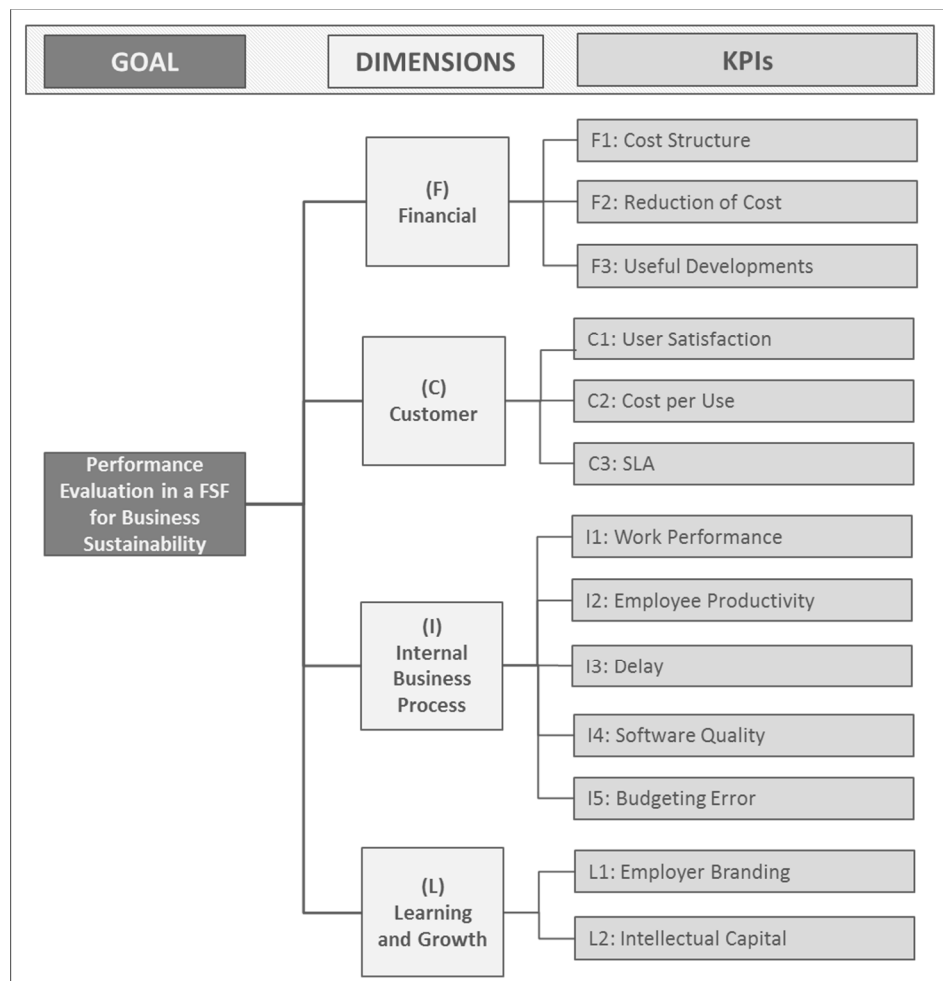 GOAL
DIMENSIONS
KPIs
Performance
Evaluation in a FSF
for Business
Sustainability
(F)
Financial
F1: Cost Structure
F2: Reduction of Cost
F3: Useful Developments
(C)
Customer
C1: User Satisfaction
C2: Cost per Use
C3: SLA
(I)
Internal
Business
Process
I1: Work Performance
I2: Employee Productivity
I3: Delay
I4: Software Quality
I5: Budgeting Error
(L)
Learning
and Growth
L1: Employer Branding
L2: Intellectual Capital